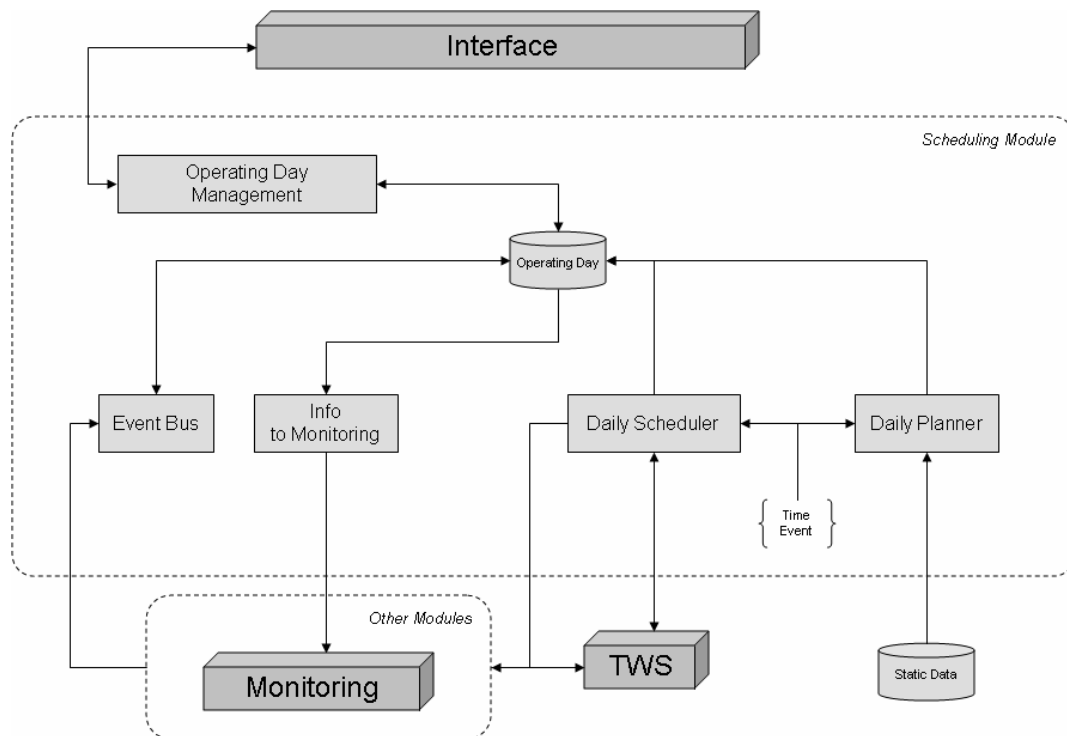 Interface
Scheduling Module
Operating Day
Management
Operating Day
Event Bus
Info
to Monitoring
Daily Scheduler
Daily Planner
Time
Event
Other Modules
Monitoring
TWS
Static Data